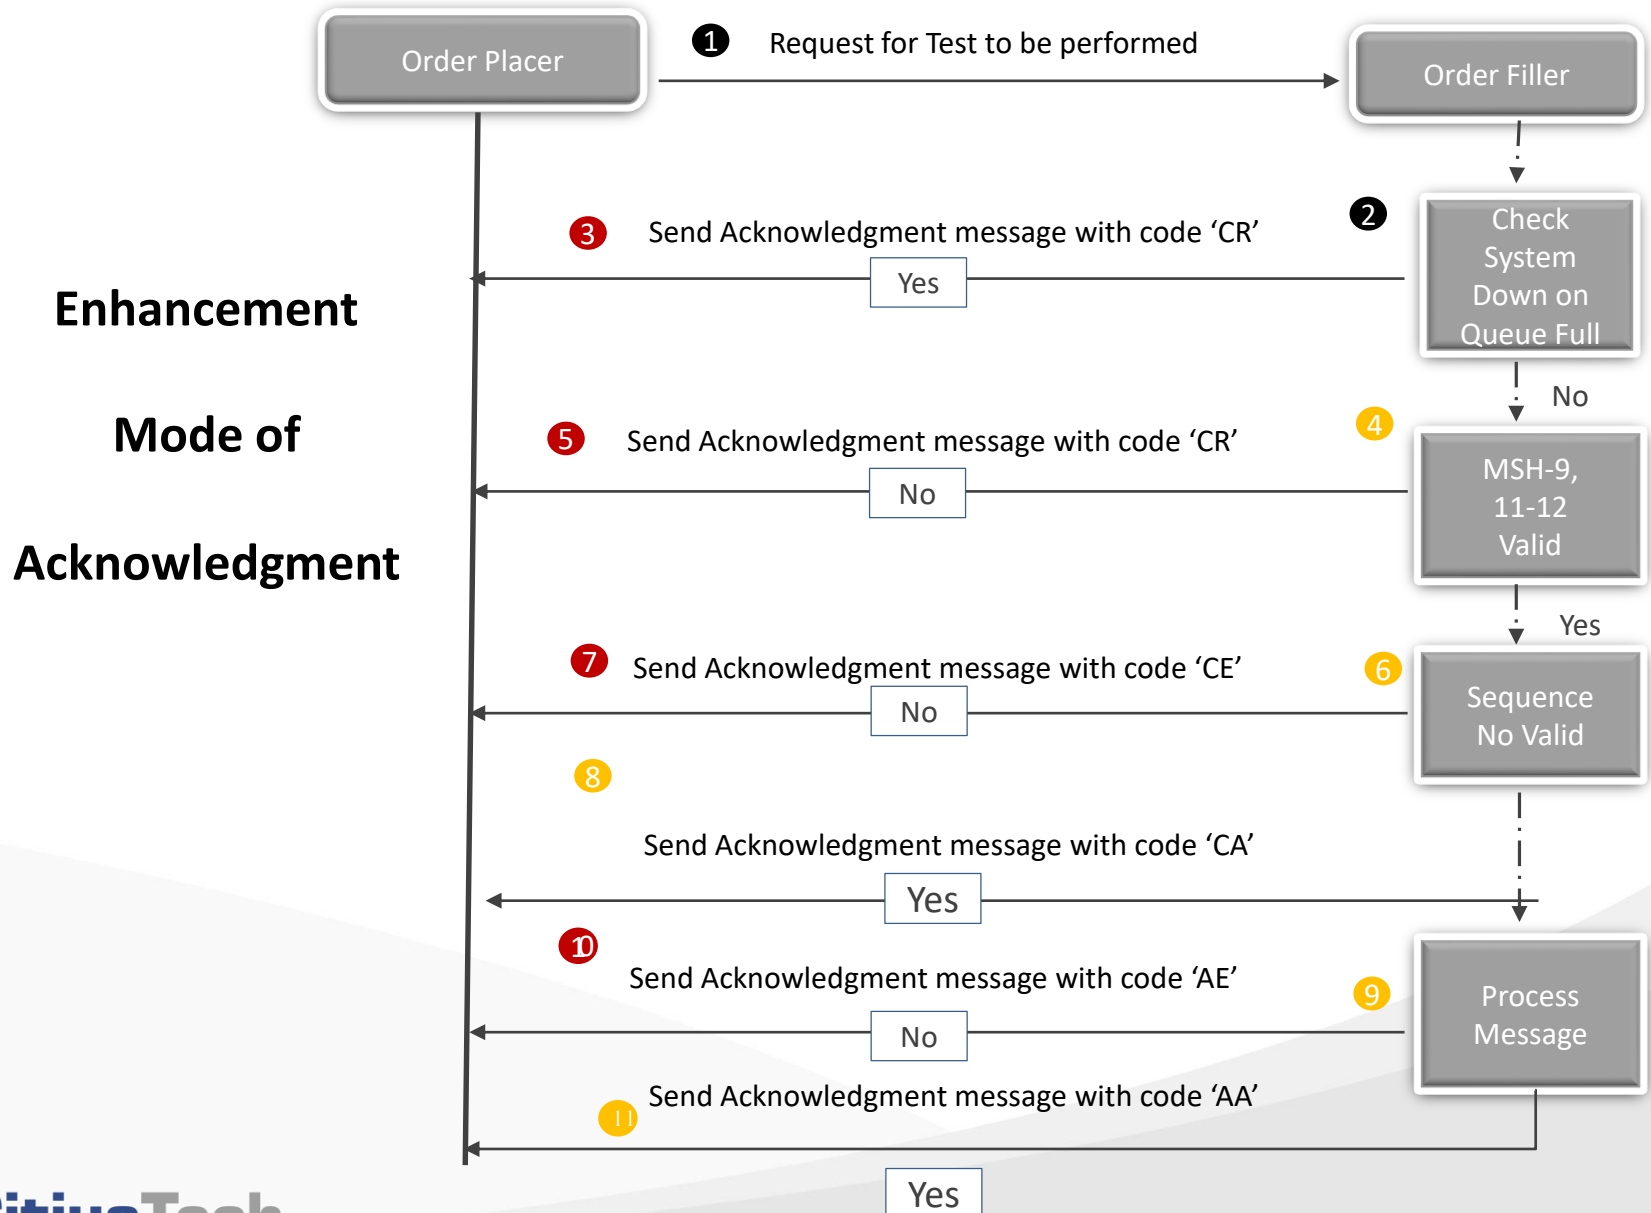 Order Placer
1 Request for Test to be performed
Order Filler
2
Check
System
Down on
Queue Full
3 Send Acknowledgment message with code ‘CR’
Yes
Enhancement
Mode of
Acknowledgment
No
4
MSH-9,
11-12
Valid
5 Send Acknowledgment message with code ‘CR’
No
Yes
6
Sequence
No Valid
7 Send Acknowledgment message with code ‘CE’
No
8
Send Acknowledgment message with code ‘CA’
Yes
9
Process
Message
10
Send Acknowledgment message with code ‘AE’
No
11
Send Acknowledgment message with code ‘AA’
Yes